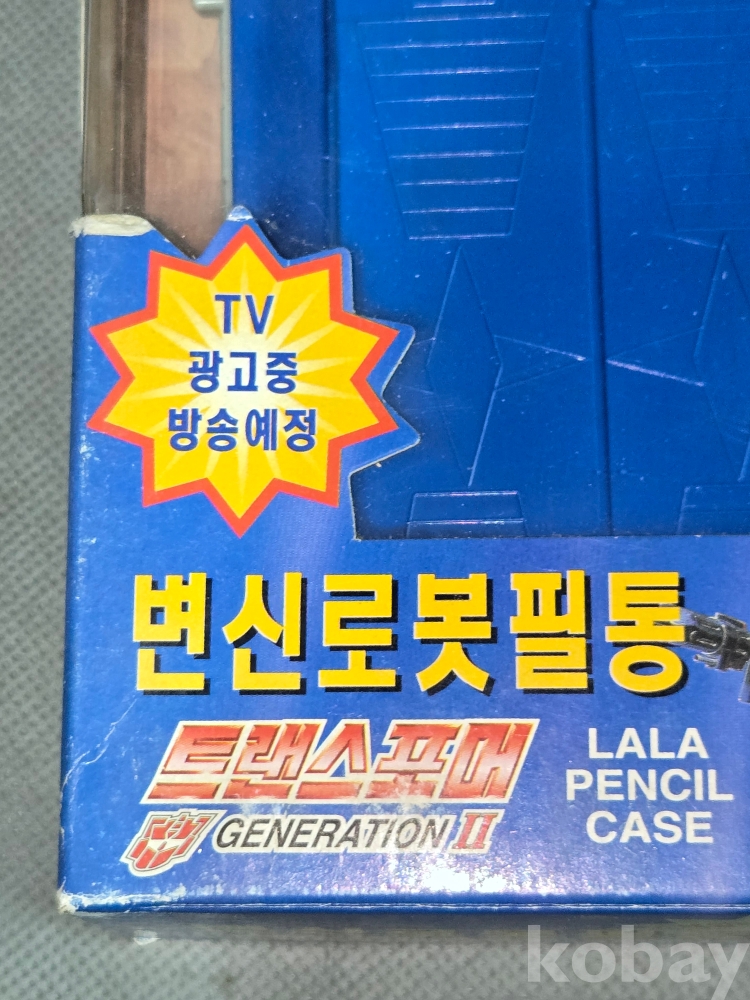 TV
광고중
방송예정
변신로봇필통
트랜스포머
GENERATION II
LALA
PENCIL
CASE
kobay